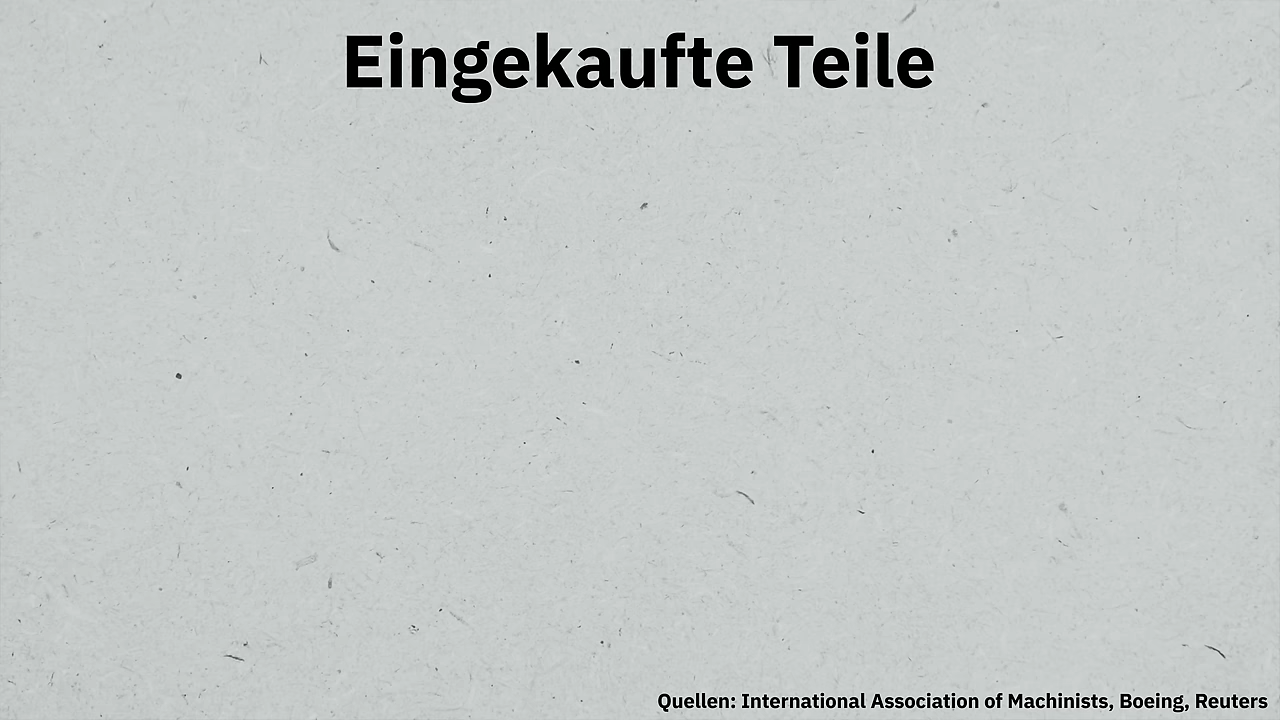 Eingekaufte Teile
Quellen: International Association of Machinists, Boeing, Reuters